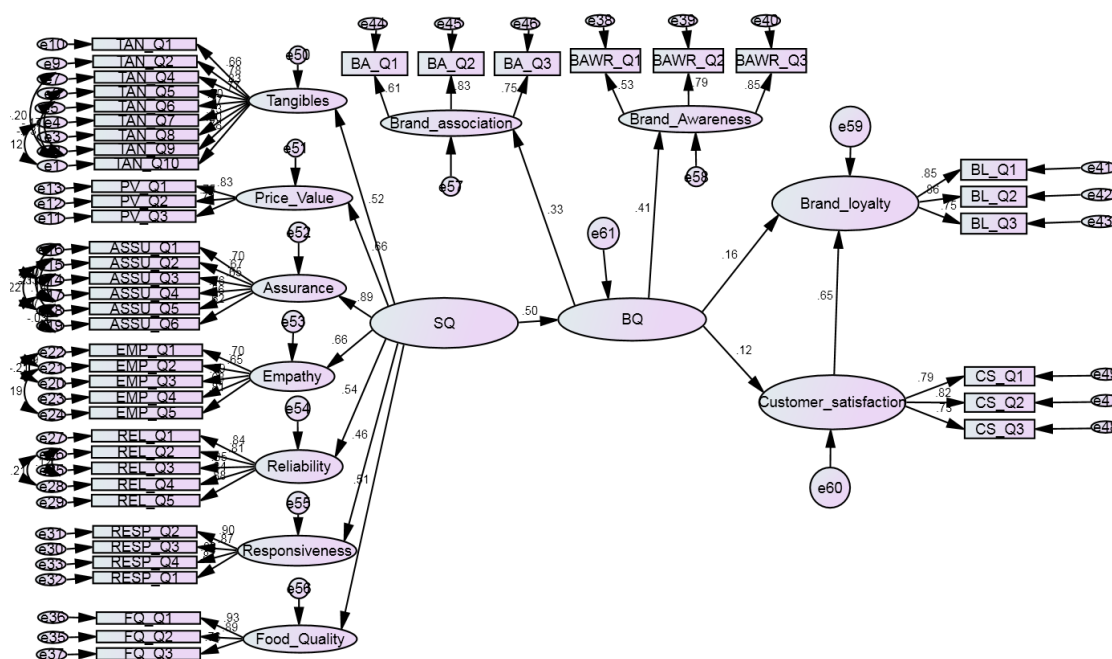 e44 e45 e46 e38 e39 e40
BA_Q1 BA_Q2 BA_Q3 BAWR_Q1 BAWR_Q2 BAWR_Q3
.61 .83 .75 .53 .79 .85
Brand_association Brand_Awareness
e57 e58
e10 TAN_Q1
e9 TAN_Q2
TAN_Q4
TAN_Q5
TAN_Q6
e4 TAN_Q7
e3 TAN_Q8
TAN_Q9
e1 TAN_Q10
-.20
12
.66
.78
e50
Tangibles
e13 PV_Q1
e12 PV_Q2
e11 PV_Q3
.83
e51
Price_Value
ASSU_Q1
ASSU_Q2
ASSU_Q3
ASSU_Q4
ASSU_Q5
ASSU_Q6
22
.70
.67
e52
Assurance
e22 EMP_Q1
e21 EMP_Q2
e20 EMP_Q3
e23 EMP_Q4
e24 EMP_Q5
-.21
19
.70
.65
e53
Empathy
e27 REL_Q1
REL_Q2
REL_Q3
e28 REL_Q4
e29 REL_Q5
.21
.84
.81
e54
Reliability
e31 RESP_Q2
e30 RESP_Q3
e33 RESP_Q4
e32 RESP_Q1
.90
.87
e55
Responsiveness
e36 FQ_Q1
e35 FQ_Q2
e37 FQ_Q3
.93
.89
e56
Food_Quality
.52
.66
.89
.66
.54
.46
.51
SQ
.50
e61
BQ
.33
.41
.16
.12
e59
Brand_loyalty
.85 BL_Q1 e41
.86 BL_Q2 e42
.75 BL_Q3 e43
.65
Customer_satisfaction
.79 CS_Q1
.82 CS_Q2
CS_Q3
e60